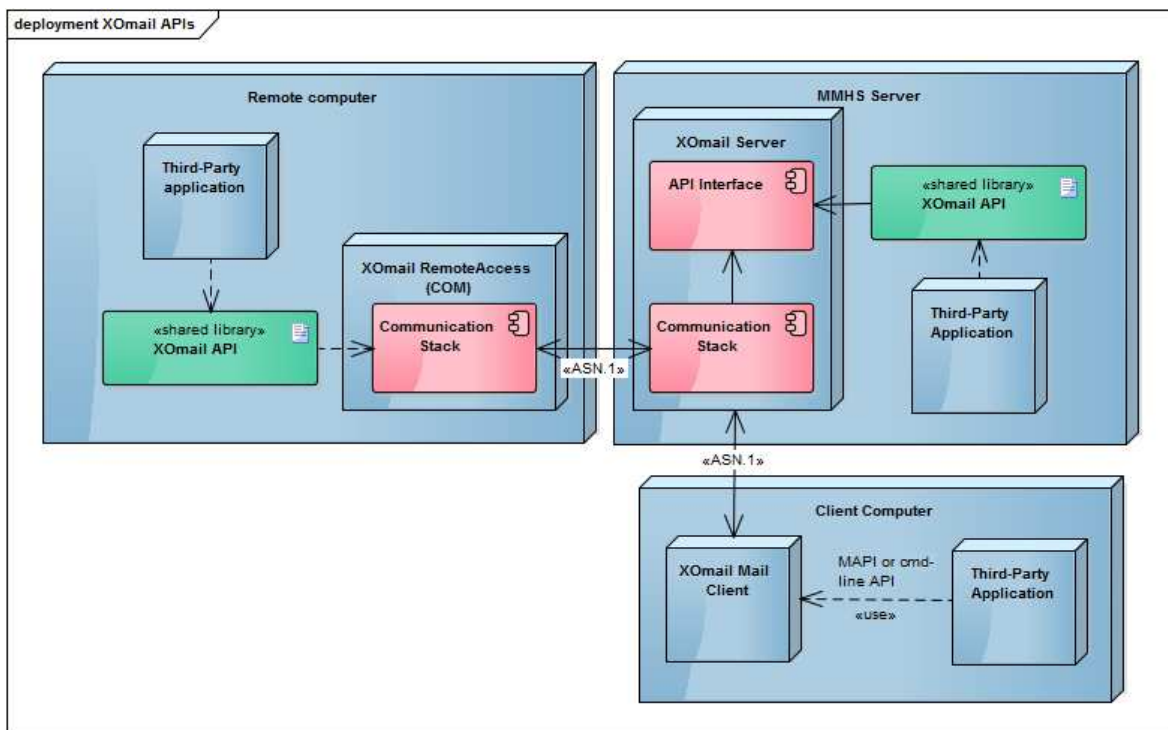 deployment XOmail APIs
Remote computer
Third-Party
application
XOmail RemoteAccess
(COM)
Communication
Stack
«shared library»
XOmail API
«ASN.1»
MMHS Server
XOmail Server
API Interface
«shared library»
XOmail API
Communication
Stack
Third-Party
Application
«ASN.1»
Client Computer
XOmail Mail
Client
MAPI or cmd-
line API
«use»
Third-Party
Application